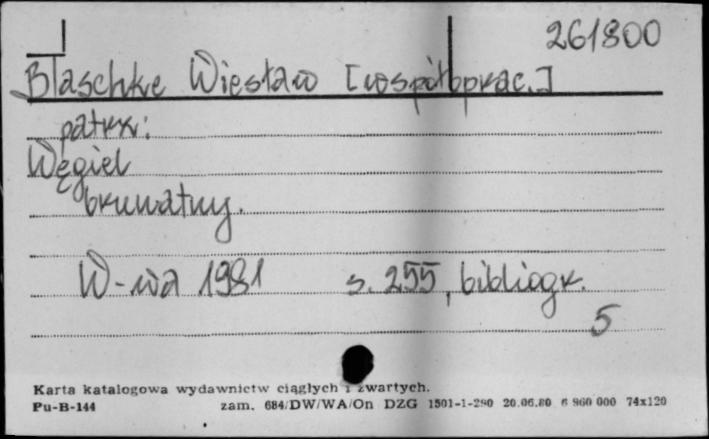 261800
Blaschke Wiesław [współprac.]
patrz:
Węgiel
brunatny.
W-wa 1981 s. 255, bibliogr.
5
Karta katalogowa wydawnictw ciągłych i zwartych.
Pu-B-144 zam. 684/DW/WA/On DZG 1501-1-280 20.06.80 6 960 000 74x120